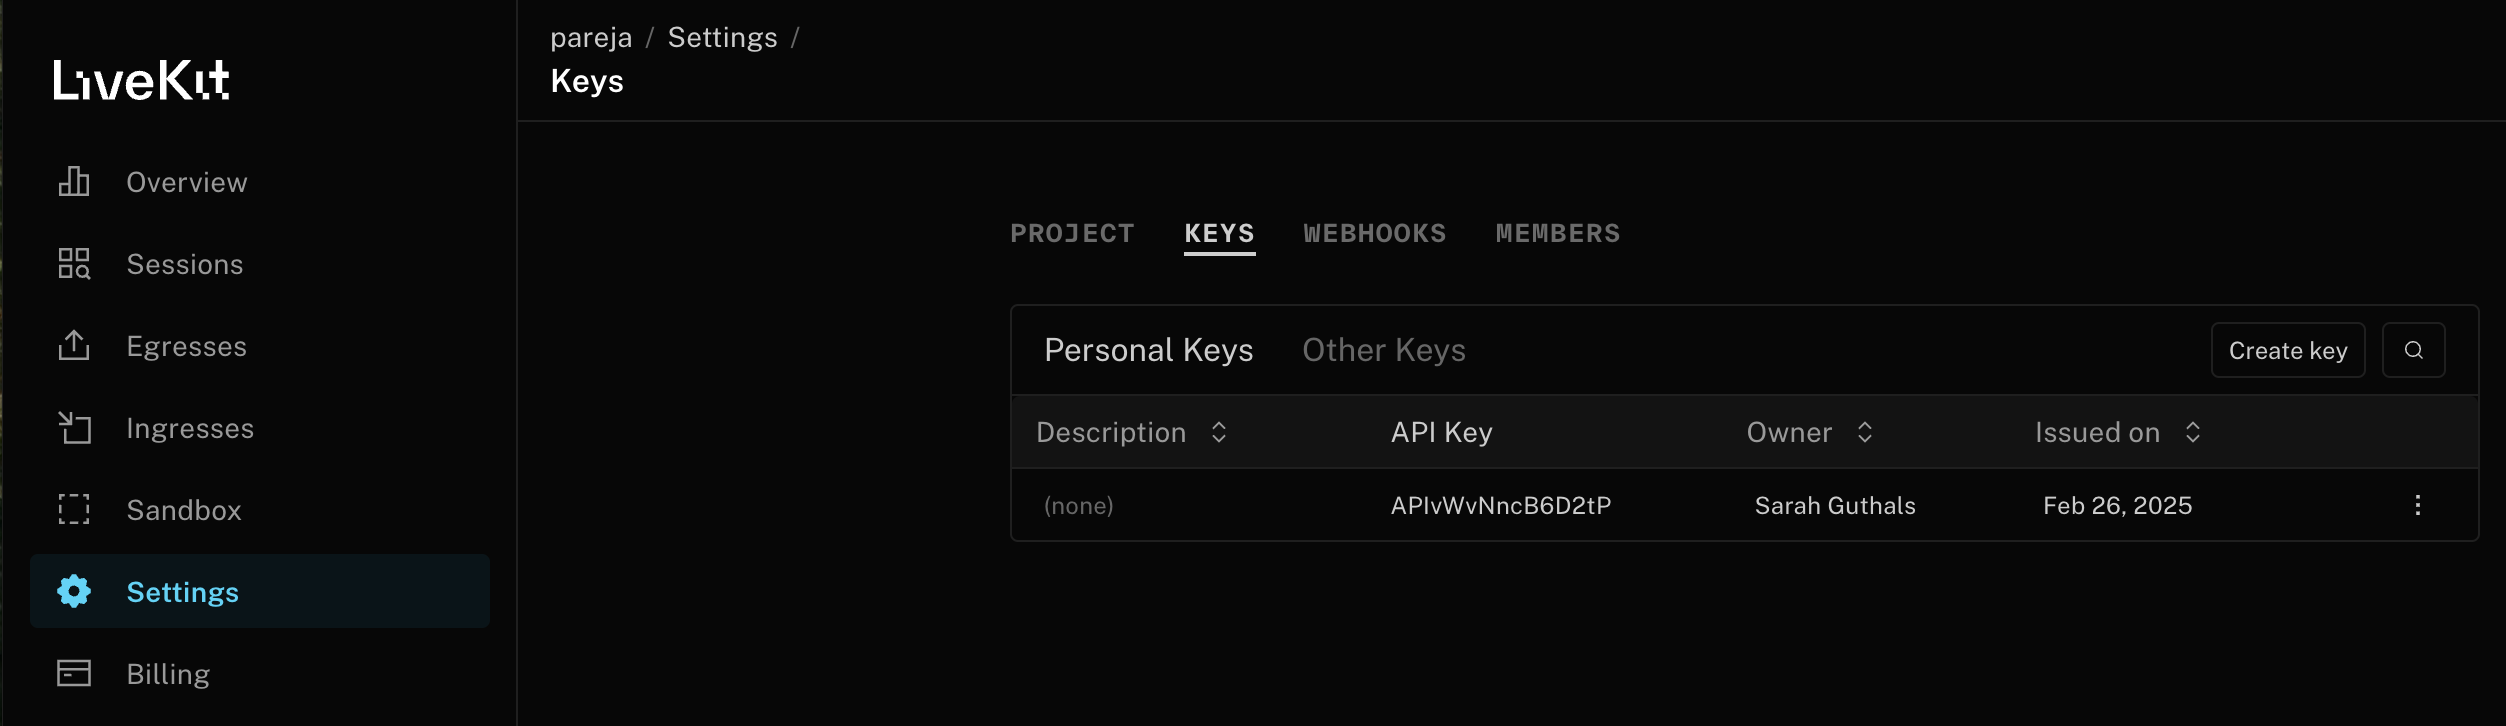 LiveKit
Overview
Sessions
Egresses
Ingresses
Sandbox
Settings
Billing
pareja / Settings /
Keys
PROJECT KEYS WEBHOOKS MEMBERS
Personal Keys Other Keys Create key
Description API Key Owner Issued on
(none) APIvWvNncB6D2tP Sarah Guthals Feb 26, 2025